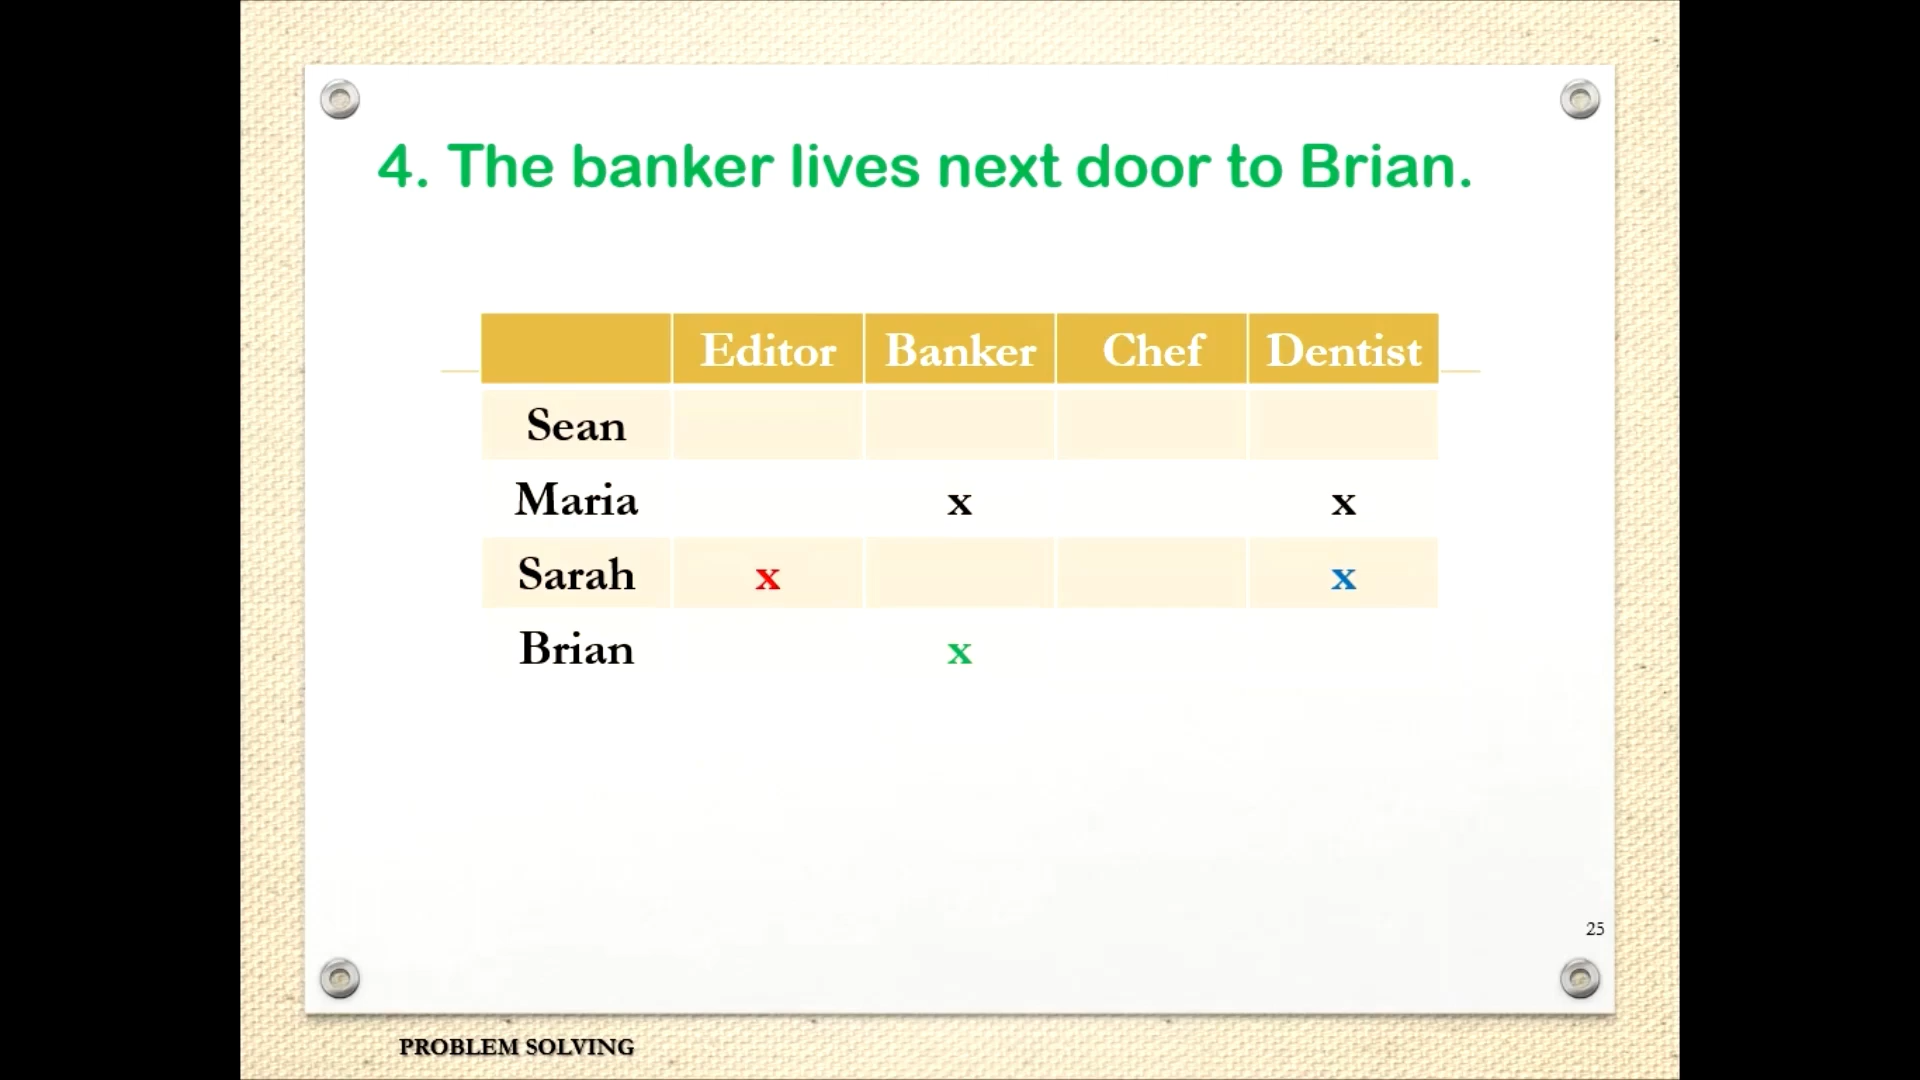 4. The banker lives next door to Brian.
Editor Banker Chef Dentist
Sean
Maria x x
Sarah x x
Brian x
25
PROBLEM SOLVING